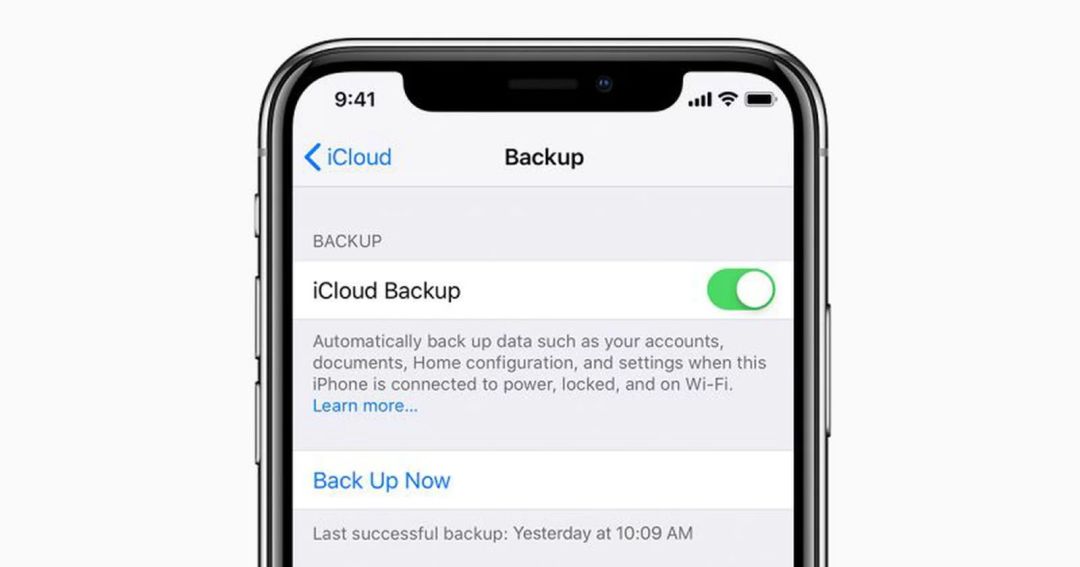 9:41
iCloud
Backup
BACKUP
iCloud Backup
Automatically back up data such as your accounts,
documents, Home configuration, and settings when this
iPhone is connected to power, locked, and on Wi-Fi.
Learn more...
Back Up Now
Last successful backup: Yesterday at 10:09 AM